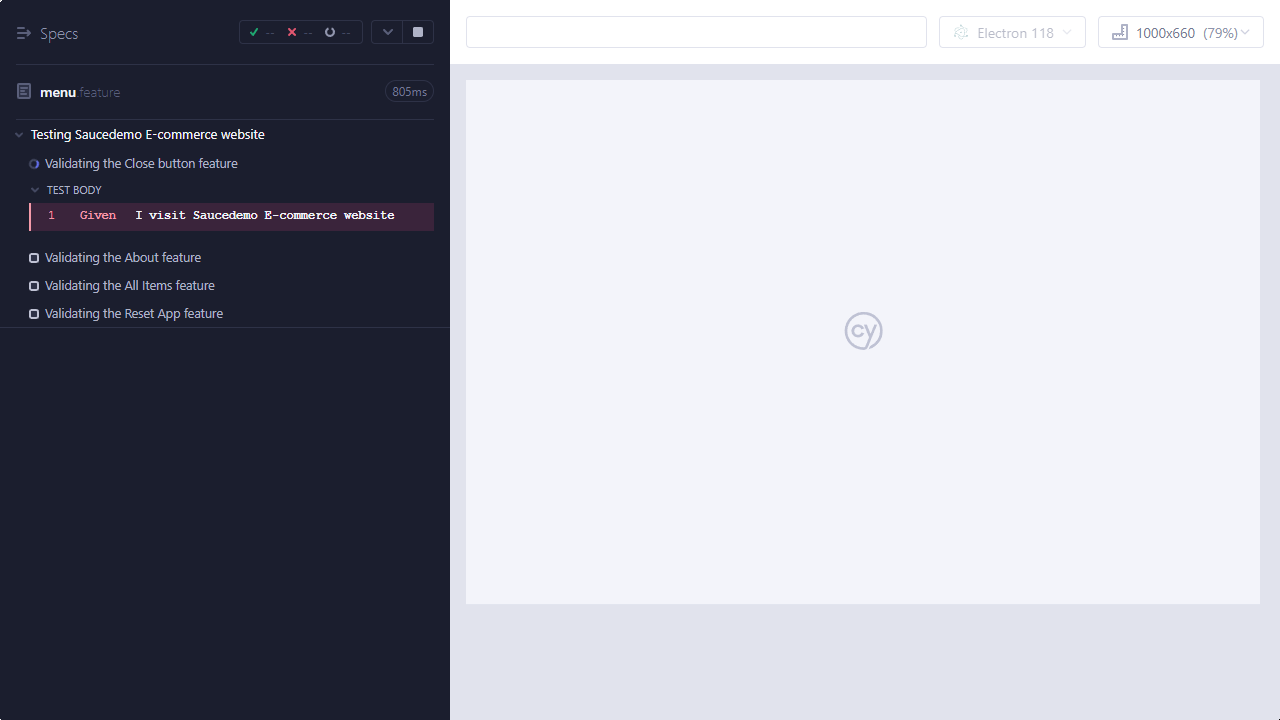 Specs
--
--
--
menu.feature
805ms
Testing Saucedemo E-commerce website
Validating the Close button feature
TEST BODY
1 Given I visit Saucedemo E-commerce website
Validating the About feature
Validating the All Items feature
Validating the Reset App feature
Electron 118
1000x660 (79%)
cy